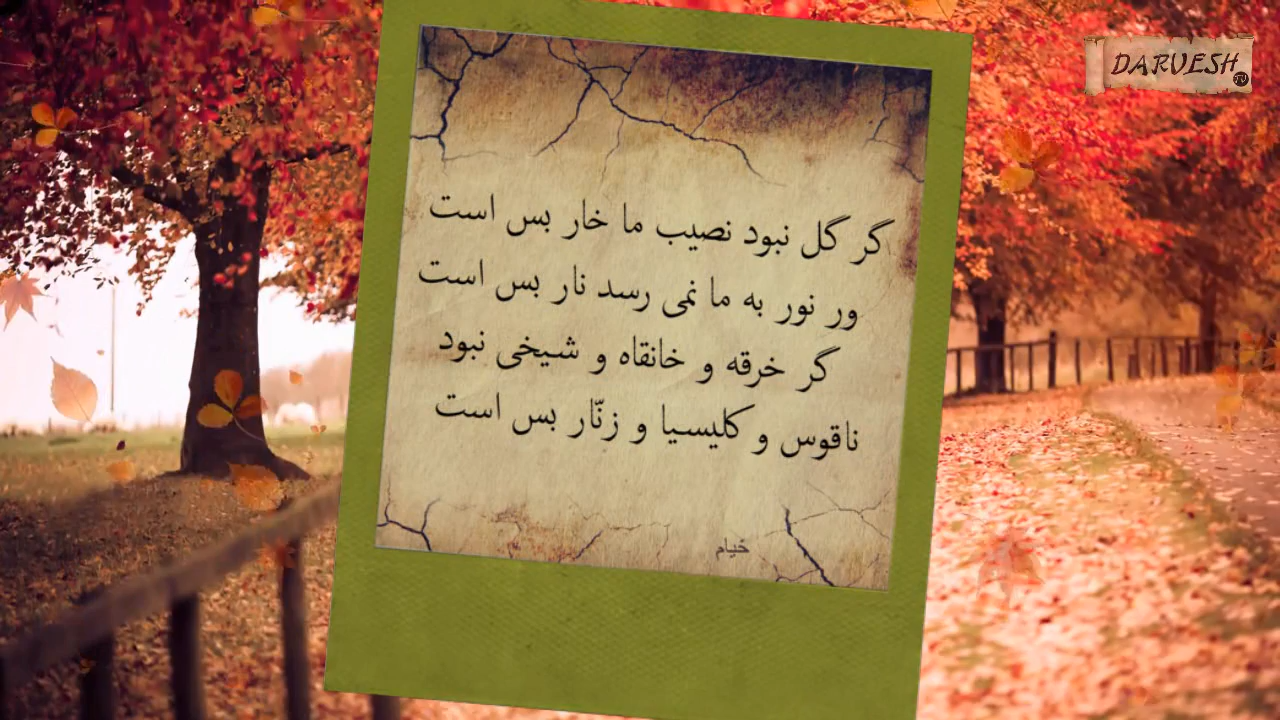 DARVESH TV
گر گل نبود نصیب ما خار بس است
ور نور به ما نمی رسد نار بس است
گر خرقه و خانقاه و شیخی نبود
ناقوس و کلیسیا و زنّار بس است
خیام